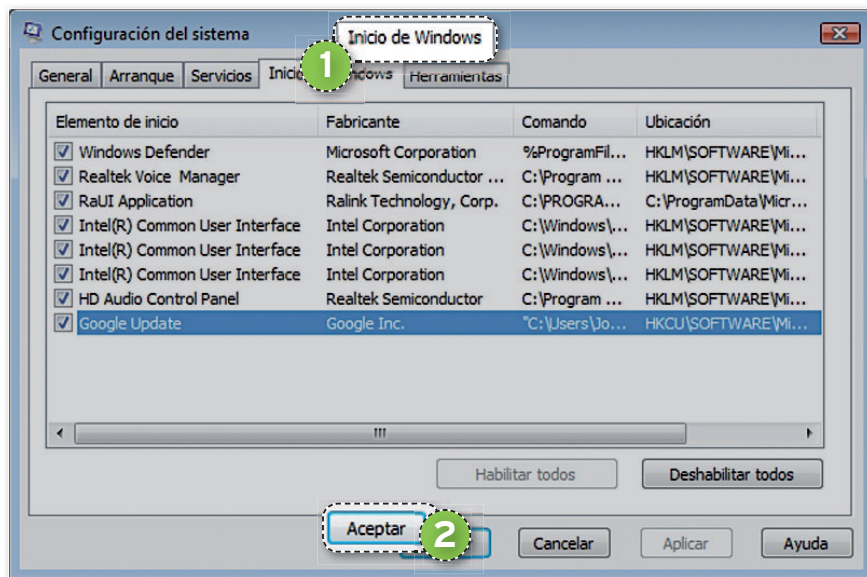 Configuración del sistema
Inicio de Windows
1
General Arranque Servicios Inicio Windows Herramientas
Elemento de inicio Fabricante Comando Ubicación
Windows Defender Microsoft Corporation %ProgramFil... HKLM\SOFTWARE\Mi...
Realtek Voice Manager Realtek Semiconductor ... C:\Program ... HKLM\SOFTWARE\Mi...
RaUI Application Ralink Technology, Corp. C:\PROGRA... C:\ProgramData\Micr...
Intel(R) Common User Interface Intel Corporation C:\Windows\... HKLM\SOFTWARE\Mi...
Intel(R) Common User Interface Intel Corporation C:\Windows\... HKLM\SOFTWARE\Mi...
Intel(R) Common User Interface Intel Corporation C:\Windows\... HKLM\SOFTWARE\Mi...
HD Audio Control Panel Realtek Semiconductor C:\Program ... HKLM\SOFTWARE\Mi...
Google Update Google Inc. "C:\Users\Jo... HKCU\SOFTWARE\Mi...
Habilitar todos Deshabilitar todos
Aceptar 2 Cancelar Aplicar Ayuda